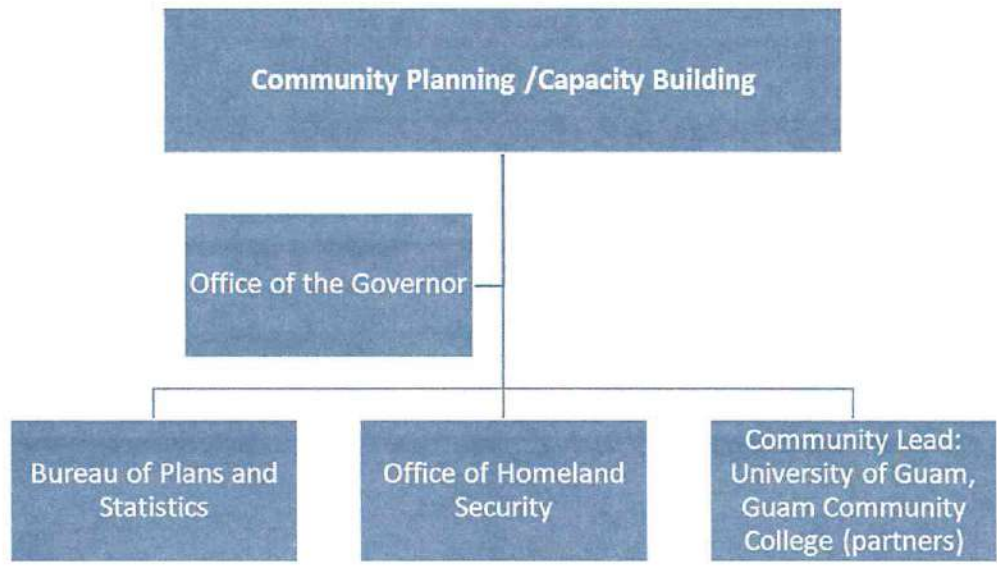 Community Planning /Capacity Building
Office of the Governor
Bureau of Plans and
Statistics
Office of Homeland
Security
Community Lead:
University of Guam,
Guam Community
College (partners)